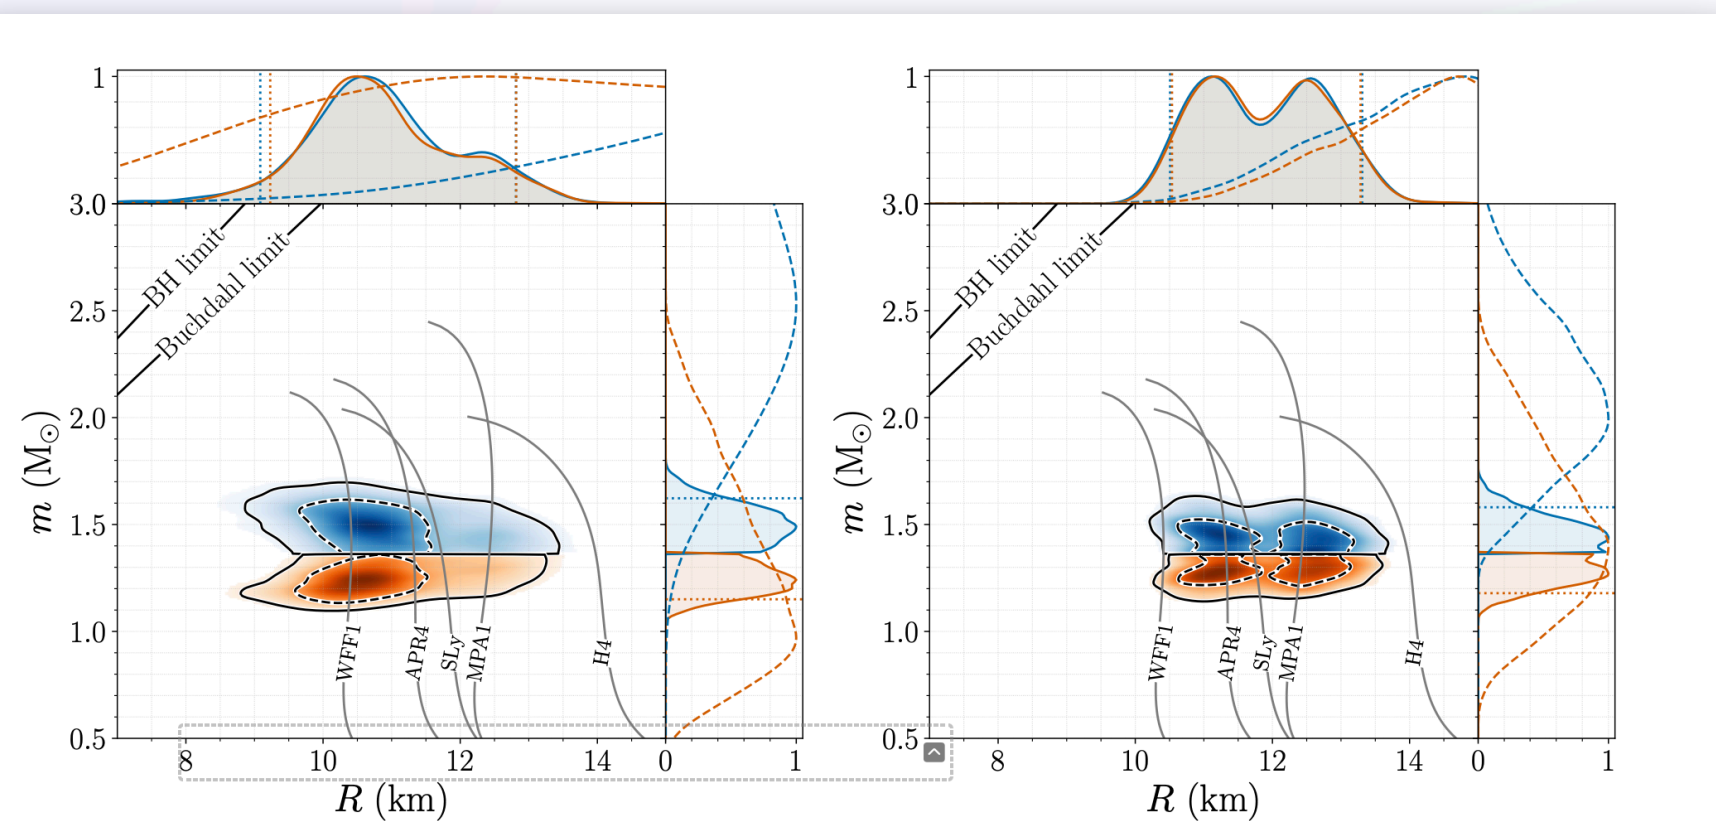 1
3.0
BH limit
Buchdahl limit
2.5
2.0
1.5
1.0
0.5
m (M⊙)
WFF1
APR4
SLy
MPA1
H4
8
10
12
14
0
1
R (km)
1
3.0
BH limit
Buchdahl limit
2.5
2.0
1.5
1.0
0.5
m (M⊙)
WFF1
APR4
SLy
MPA1
H4
8
10
12
14
0
1
R (km)